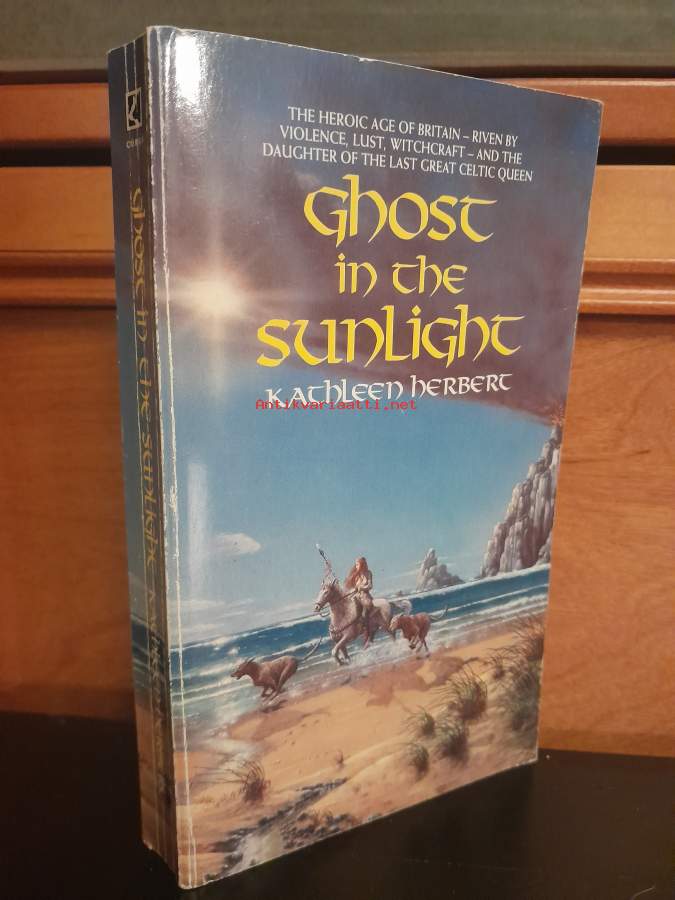 THE HEROIC AGE OF BRITAIN – RIVEN BY
VIOLENCE, LUST, WITCHCRAFT – AND THE
DAUGHTER OF THE LAST GREAT CELTIC QUEEN
Ghost
in the
Sunlight
Kathleen Herbert
Antikvariaatti.net
Ghost in the Sunlight